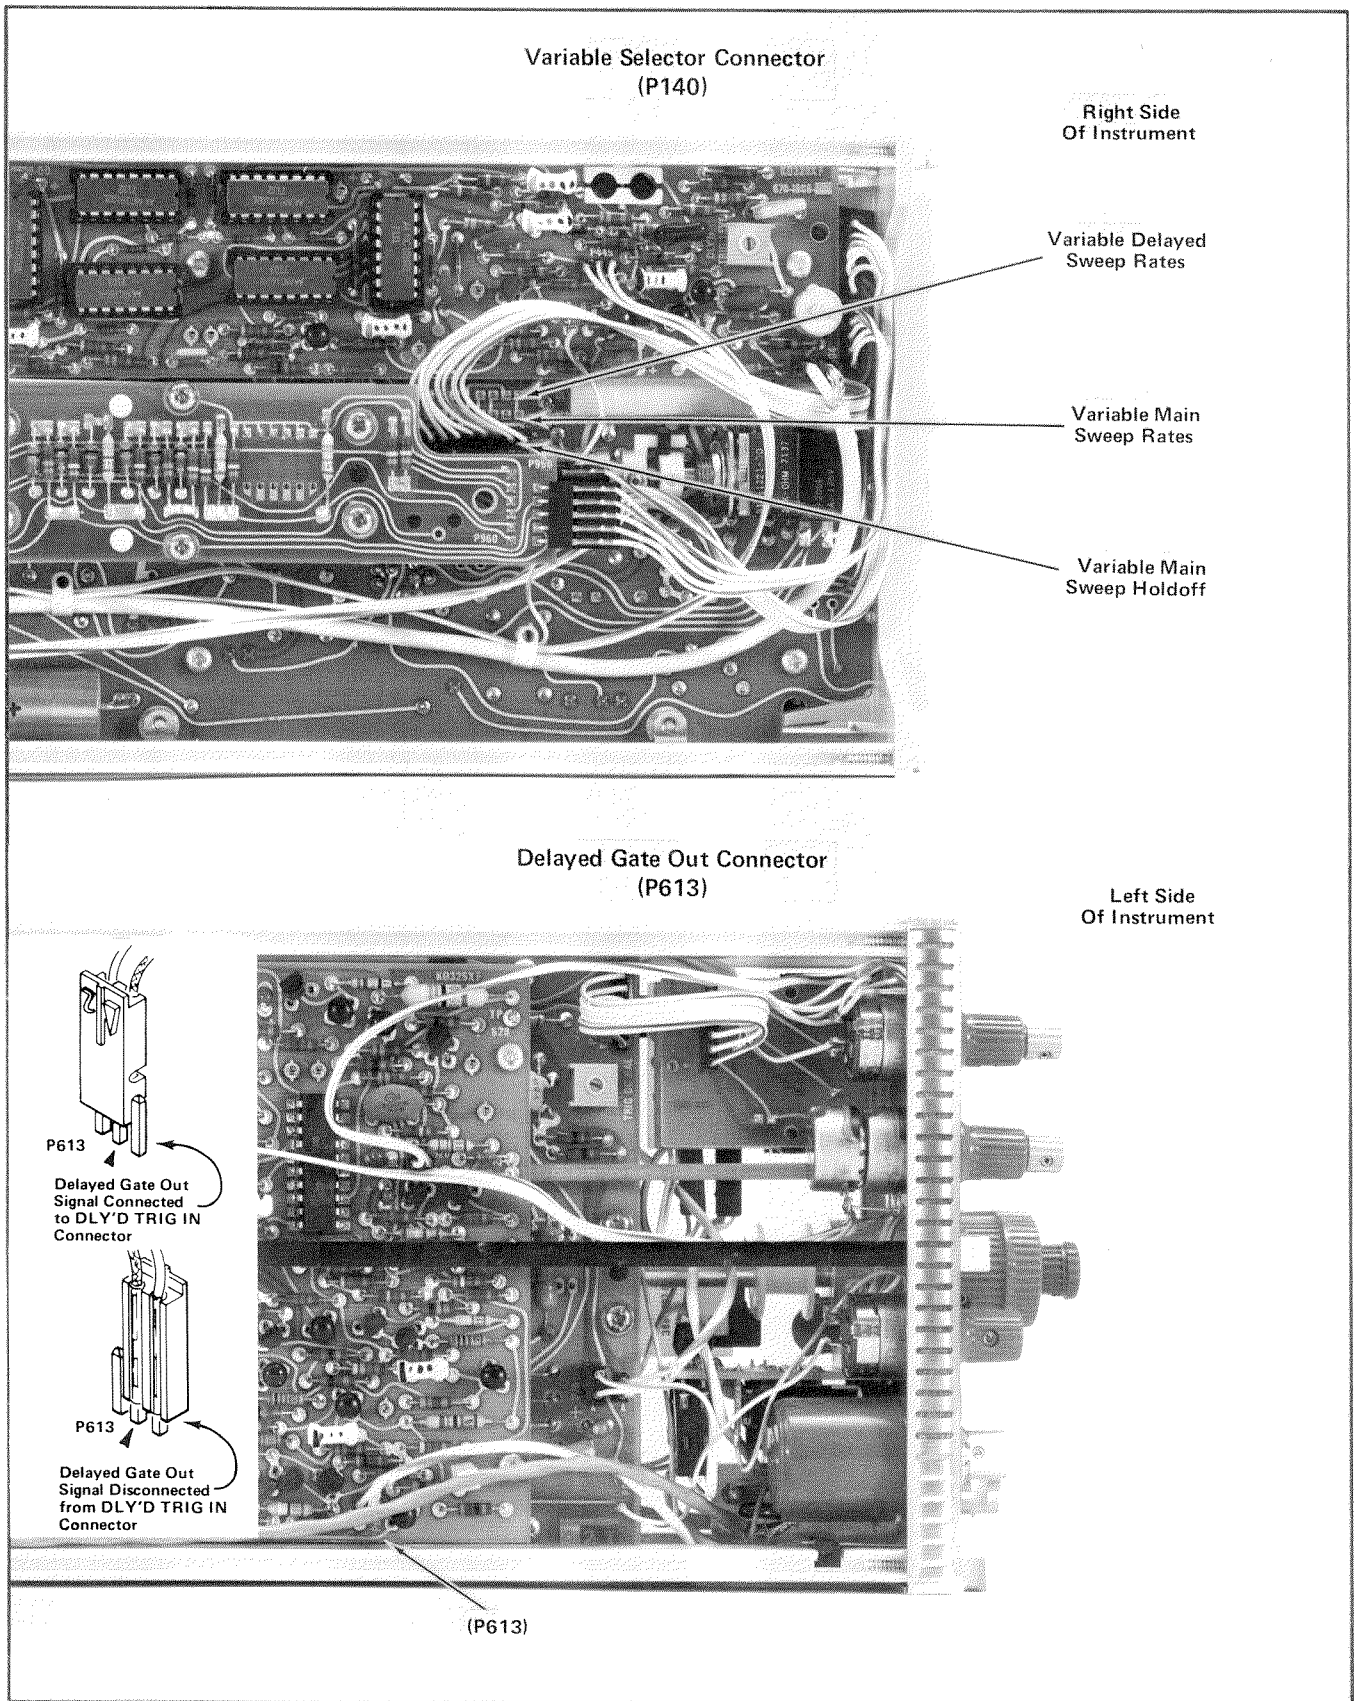 Variable Selector Connector
(P140)
Right Side
Of Instrument
Variable Delayed
Sweep Rates
Variable Main
Sweep Rates
P960
Variable Main
Sweep Holdoff
Delayed Gate Out Connector
(P613)
Left Side
Of Instrument
TP
P613
Delayed Gate Out
Signal Connected
to DLY'D TRIG IN
Connector
P613
Delayed Gate Out
Signal Disconnected
from DLY'D TRIG IN
Connector
(P613)